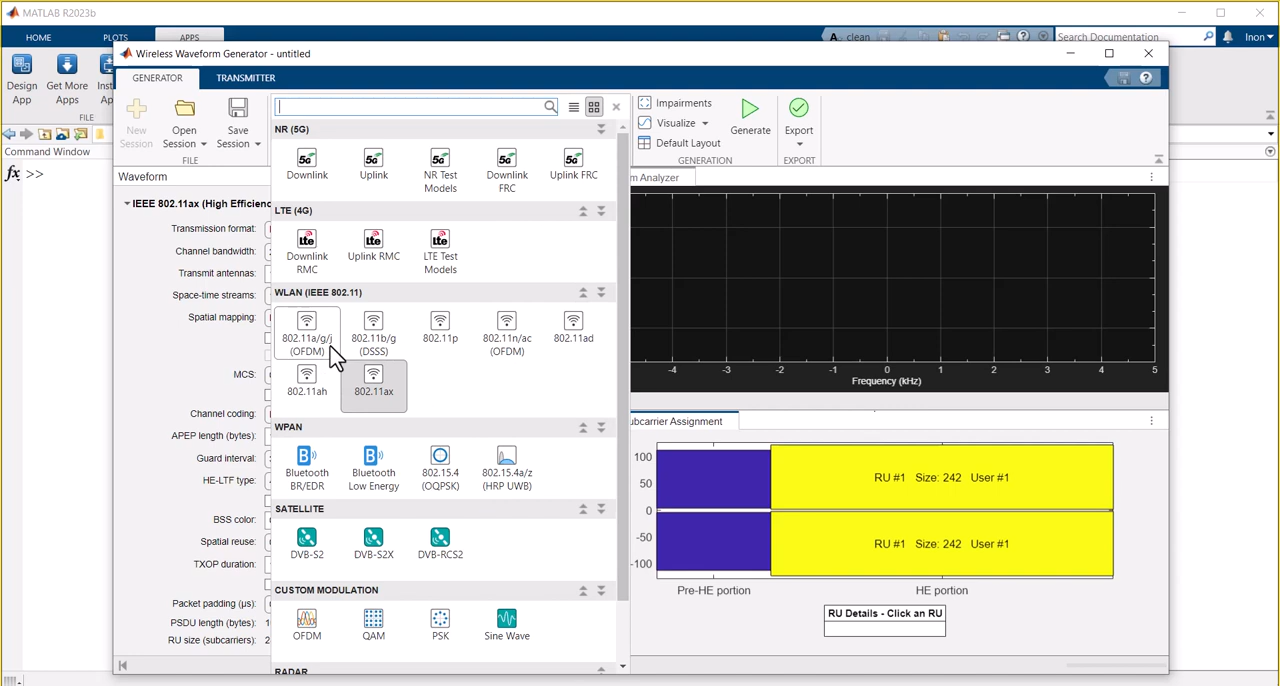 MATLAB R2023b
HOME PLOTS APPS
clean
Search Documentation
Inon
Design App
Get More Apps
FILE
Command Window
fx >>
Wireless Waveform Generator - untitled
GENERATOR TRANSMITTER
New Session
Open Session
Save Session
FILE
Impairments
Visualize
Default Layout
Generate
GENERATION
Export
EXPORT
Waveform
IEEE 802.11ax (High Efficienc
Transmission format:
Channel bandwidth:
Transmit antennas:
Space-time streams:
Spatial mapping:
MCS:
Channel coding:
APEP length (bytes):
Guard interval:
HE-LTF type:
BSS color:
Spatial reuse:
TXOP duration:
Packet padding (µs):
PSDU length (bytes):
RU size (subcarriers):
NR (5G)
5G 5G 5G 5G 5G
Downlink
Uplink
NR Test Models
Downlink FRC
Uplink FRC
LTE (4G)
lte lte lte
Downlink RMC
Uplink RMC
LTE Test Models
WLAN (IEEE 802.11)
802.11a/g/j (OFDM)
802.11b/g (DSSS)
802.11p
802.11n/ac (OFDM)
802.11ad
802.11ah
802.11ax
WPAN
Bluetooth BR/EDR
Bluetooth Low Energy
802.15.4 (OQPSK)
802.15.4a/z (HRP UWB)
SATELLITE
DVB-S2
DVB-S2X
DVB-RCS2
CUSTOM MODULATION
OFDM
QAM
PSK
Sine Wave
RADAR
m Analyzer
-4 -3 -2 -1 0 1 2 3 4 5
Frequency (kHz)
ubcarrier Assignment
100
50
0
-50
-100
RU #1 Size: 242 User #1
RU #1 Size: 242 User #1
Pre-HE portion
HE portion
RU Details - Click an RU